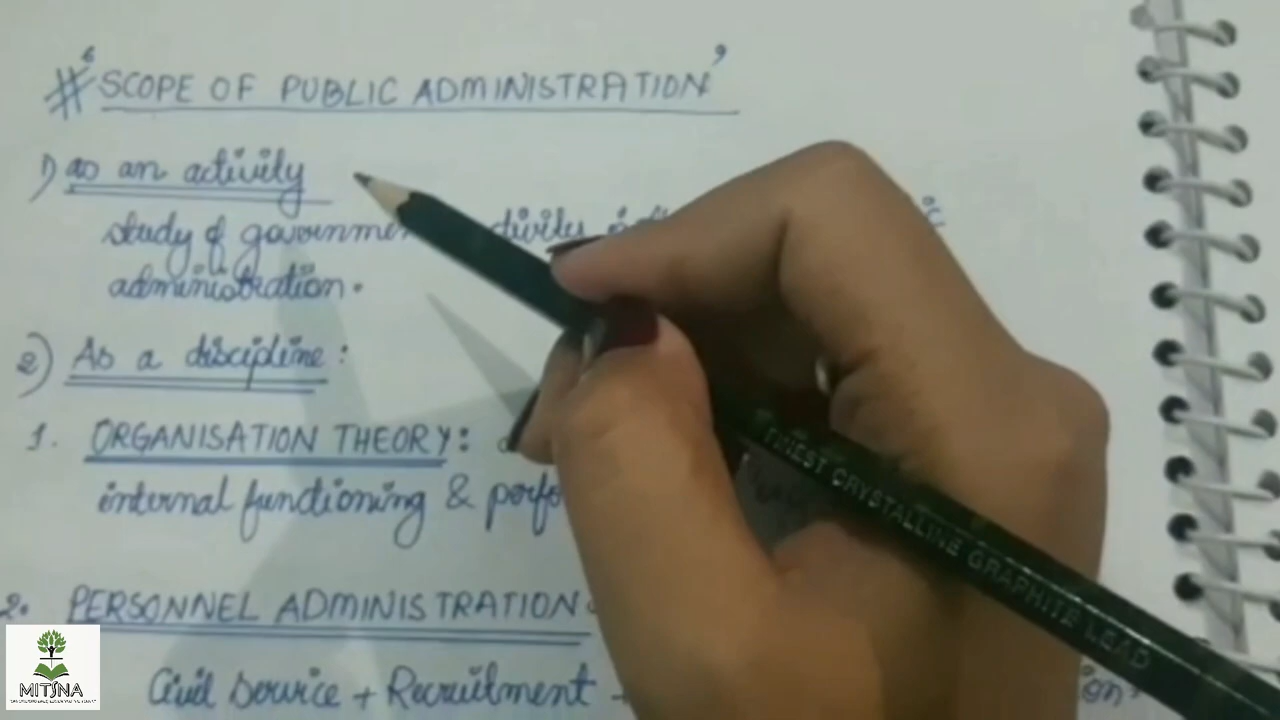 # 'SCOPE OF PUBLIC ADMINISTRATION'
1) as an activity
study of government
administration.
2) As a discipline :
1. ORGANISATION THEORY:
internal functioning & perfo
2. PERSONNEL ADMINISTRATION
Civil Service + Recruitment +
FINEST CRYSTALLINE GRAPHITE LEAD
MITSNA